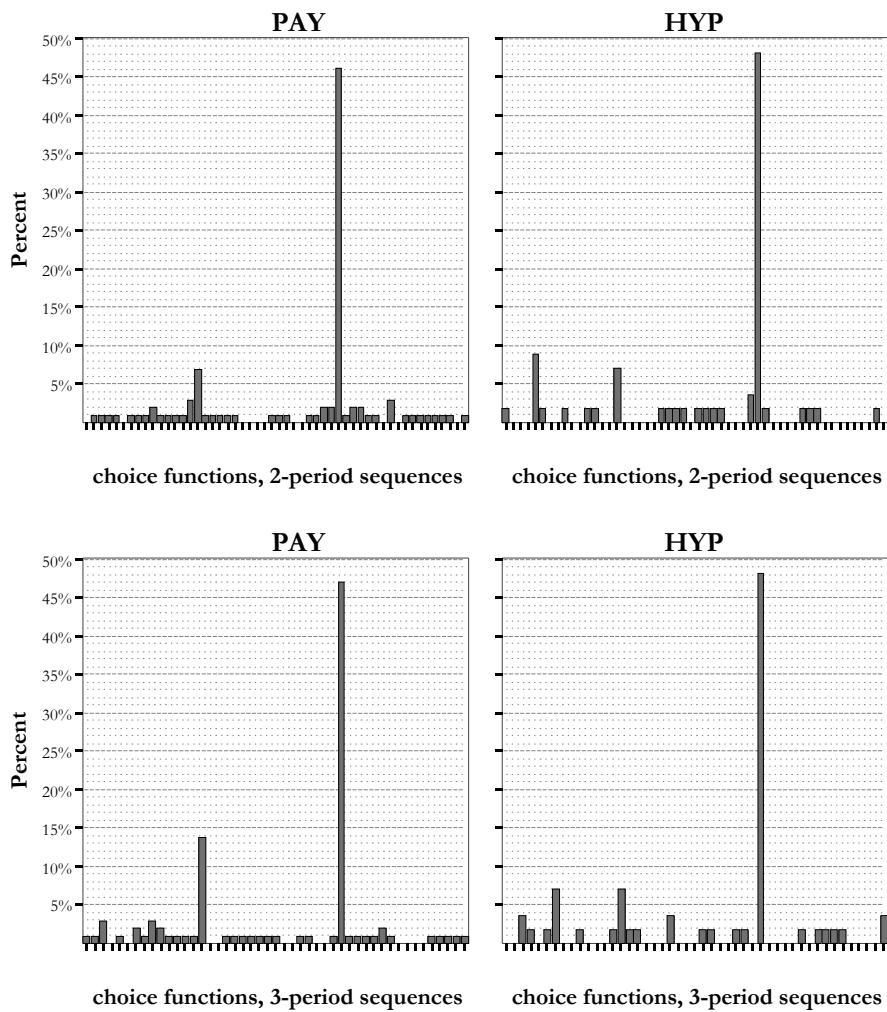 PAY
HYP
50%
45%
40%
35%
30%
25%
20%
15%
10%
5%
Percent
choice functions, 2-period sequences
choice functions, 2-period sequences
PAY
HYP
50%
45%
40%
35%
30%
25%
20%
15%
10%
5%
Percent
choice functions, 3-period sequences
choice functions, 3-period sequences